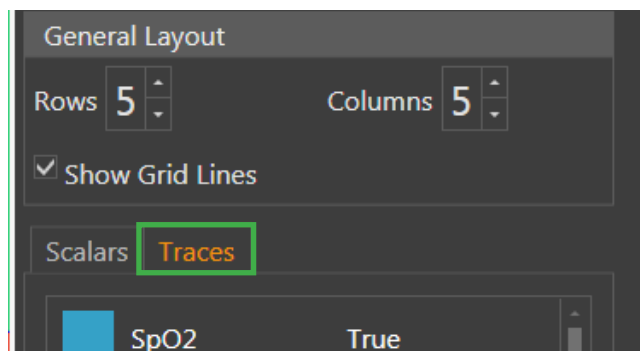 General Layout
Rows 5 Columns 5
Show Grid Lines
Scalars Traces
SpO2 True